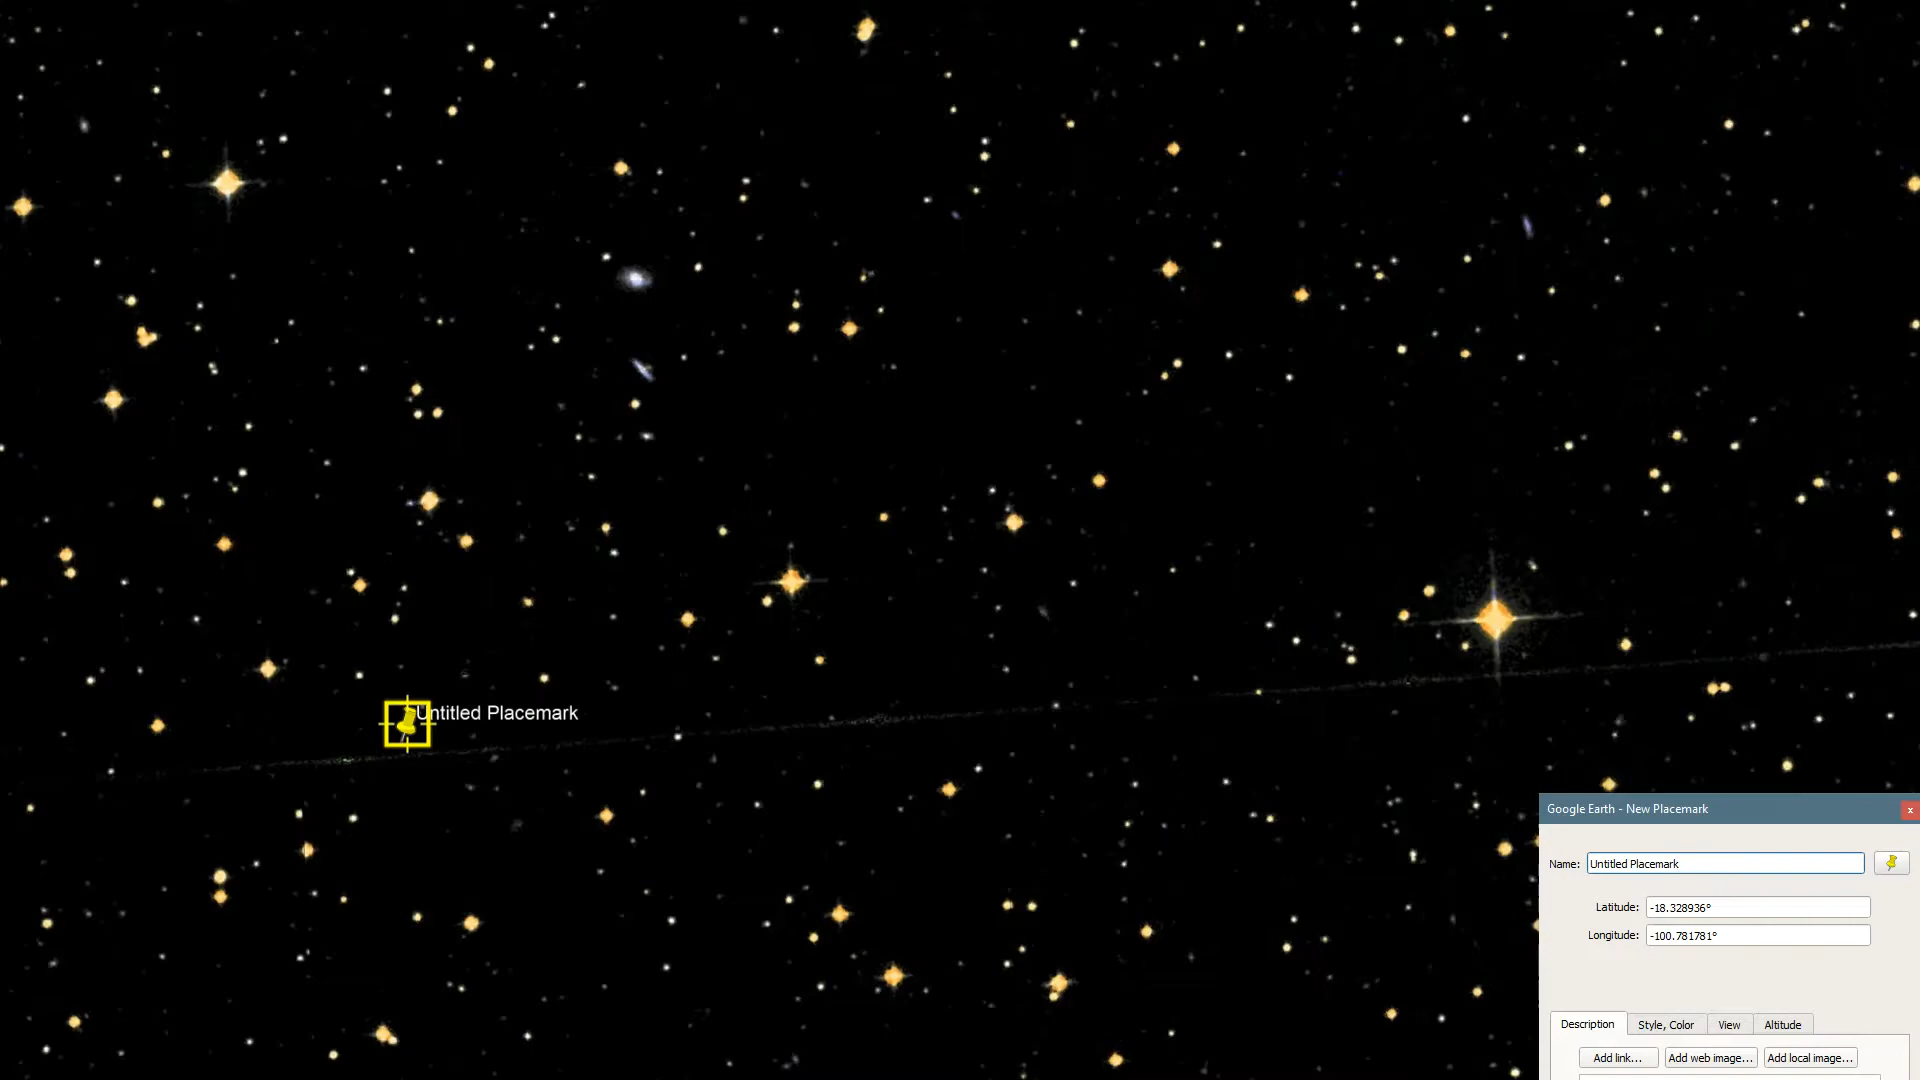 Untitled Placemark
Google Earth - New Placemark
x
Name: Untitled Placemark
Latitude: -18.328936°
Longitude: -100.781781°
Description Style, Color View Altitude
Add link... Add web image... Add local image...